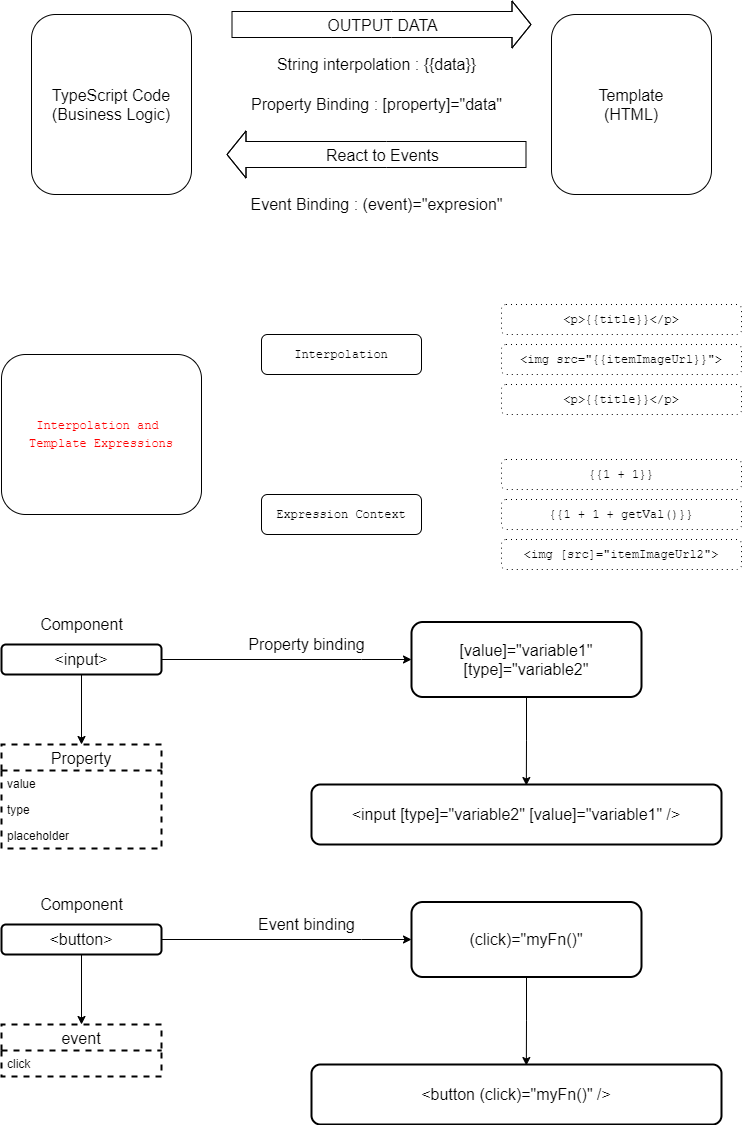 OUTPUT DATA
TypeScript Code
(Business Logic)
String interpolation : {{data}}
Property Binding : [property]="data"
Template
(HTML)
React to Events
Event Binding : (event)="expresion"
Interpolation and
Template Expressions
Interpolation
<p>{{title}}</p>
<img src="{{itemImageUrl}}">
<p>{{title}}</p>
Expression Context
{{1 + 1}}
{{1 + 1 + getVal()}}
<img [src]="itemImageUrl2">
Component
<input>
Property binding
[value]="variable1"
[type]="variable2"
Property
value
type
placeholder
<input [type]="variable2" [value]="variable1" />
Component
<button>
Event binding
(click)="myFn()"
event
click
<button (click)="myFn()" />